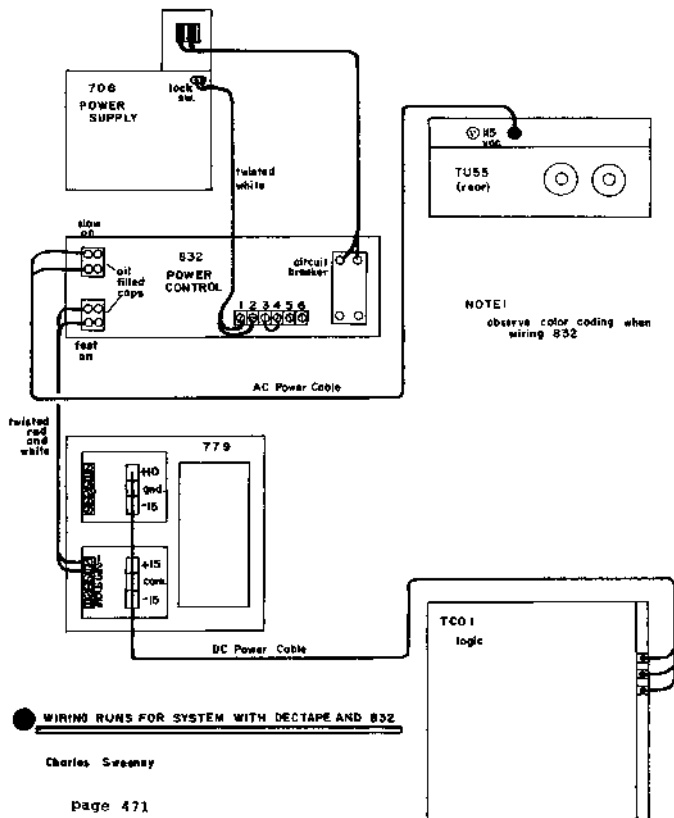 708
POWER
SUPPLY
lock
sw.
twisted
white
115
vac
TU55
(rear)
slow
on
oil
filled
caps
fast
on
832
POWER
CONTROL
circuit
breaker
1 2 3 4 5 6
NOTE!
observe color coding when
wiring 832
AC Power Cable
twisted
red
and
white
779
+10
gnd
-15
+15
com.
-15
DC Power Cable
TC01
logic
WIRING RUNS FOR SYSTEM WITH DECTAPE AND 832
Charles Sweeney
page 471